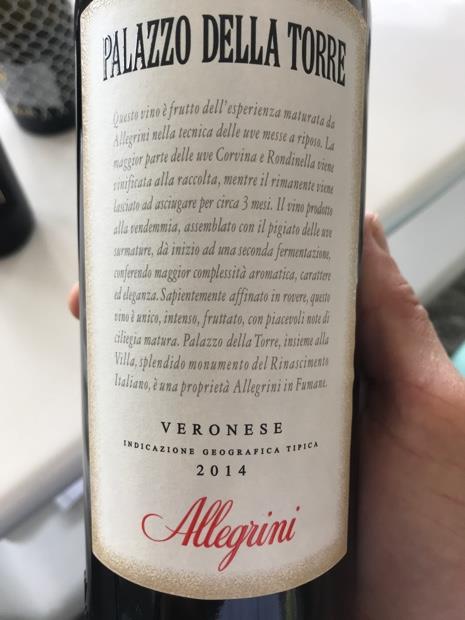 PALAZZO DELLA TORRE
Questo vino è frutto dell'esperienza maturata da
Allegrini nella tecnica delle uve messe a riposo. La
maggior parte delle uve Corvina e Rondinella viene
vinificata alla raccolta, mentre il rimanente viene
lasciato ad asciugare per circa 3 mesi. Il vino prodotto
alla vendemmia, assemblato con il pigiato delle uve
surmature, dà inizio ad una seconda fermentazione,
conferendo maggior complessità aromatica, carattere
ed eleganza. Sapientemente affinato in rovere, questo
vino è unico, intenso, fruttato, con piacevoli note di
ciliegia matura. Palazzo della Torre, insieme alla
Villa, splendido monumento del Rinascimento
Italiano, è una proprietà Allegrini in Fumane.
VERONESE
INDICAZIONE GEOGRAFICA TIPICA
2014
Allegrini